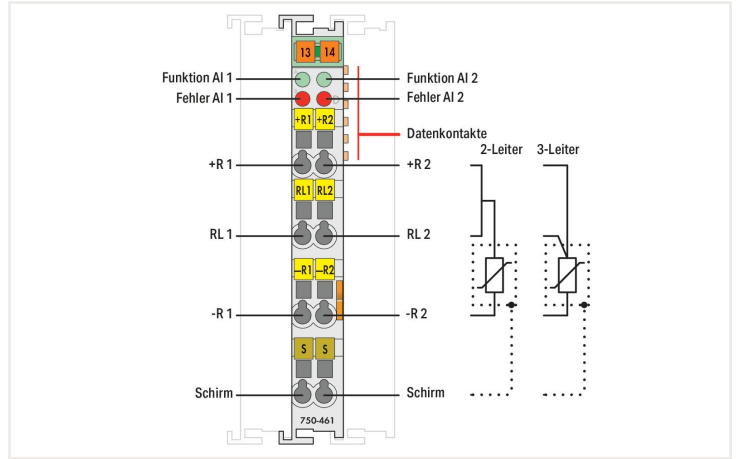 13 14
Funktion AI 1 Funktion AI 2
Fehler AI 1 Fehler AI 2
+R1 +R2
Datenkontakte
2-Leiter 3-Leiter
+R 1 +R 2
RL1 RL2
RL 1 RL 2
–R1 –R2
-R 1 -R 2
S S
Schirm Schirm
750-461